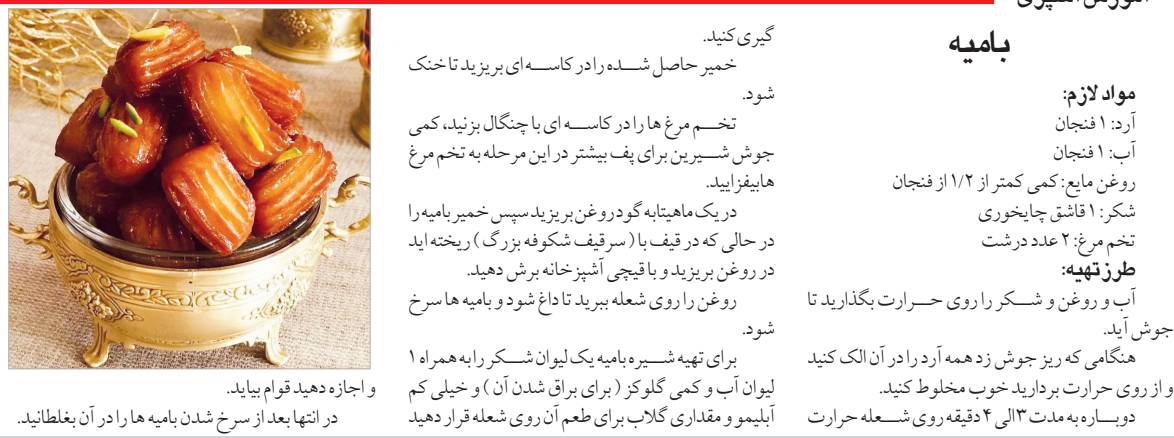 بامیه
مواد لازم:
آرد: ۱ فنجان
آب: ۱ فنجان
روغن مایع: کمی کمتر از ۱/۲ از فنجان
شکر: ۱ قاشق چایخوری
تخم مرغ: ۲ عدد درشت
طرز تهیه:
آب و روغن و شکر را روی حرارت بگذارید تا
جوش آید.
هنگامی که ریز جوش زد همه آرد را در آن الک کنید
و از روی حرارت بردارید خوب مخلوط کنید.
دوباره به مدت ۳ الی ۴ دقیقه روی شعله حرارت
گیری کنید.
خمیر حاصل شده را در کاسه ای بریزید تا خنک
شود.
تخم مرغ ها را در کاسه ای با چنگال بزنید، کمی
جوش شیرین برای پف بیشتر در این مرحله به تخم مرغ
ها بیفزایید.
در یک ماهیتابه گود روغن بریزید سپس خمیر بامیه را
در حالی که در قیف با ( سرقیف شکوفه بزرگ ) ریخته اید
در روغن بریزید و با قیچی آشپزخانه برش دهید.
روغن را روی شعله ببرید تا داغ شود و بامیه ها سرخ
شود.
برای تهیه شیره بامیه یک لیوان شکر را به همراه ۱
لیوان آب و کمی گلوکز ( برای براق شدن آن ) و خیلی کم
آبلیمو و مقداری گلاب برای طعم آن روی شعله قرار دهید
و اجازه دهید قوام بیاید.
در انتها بعد از سرخ شدن بامیه ها را در آن بغلطانید.